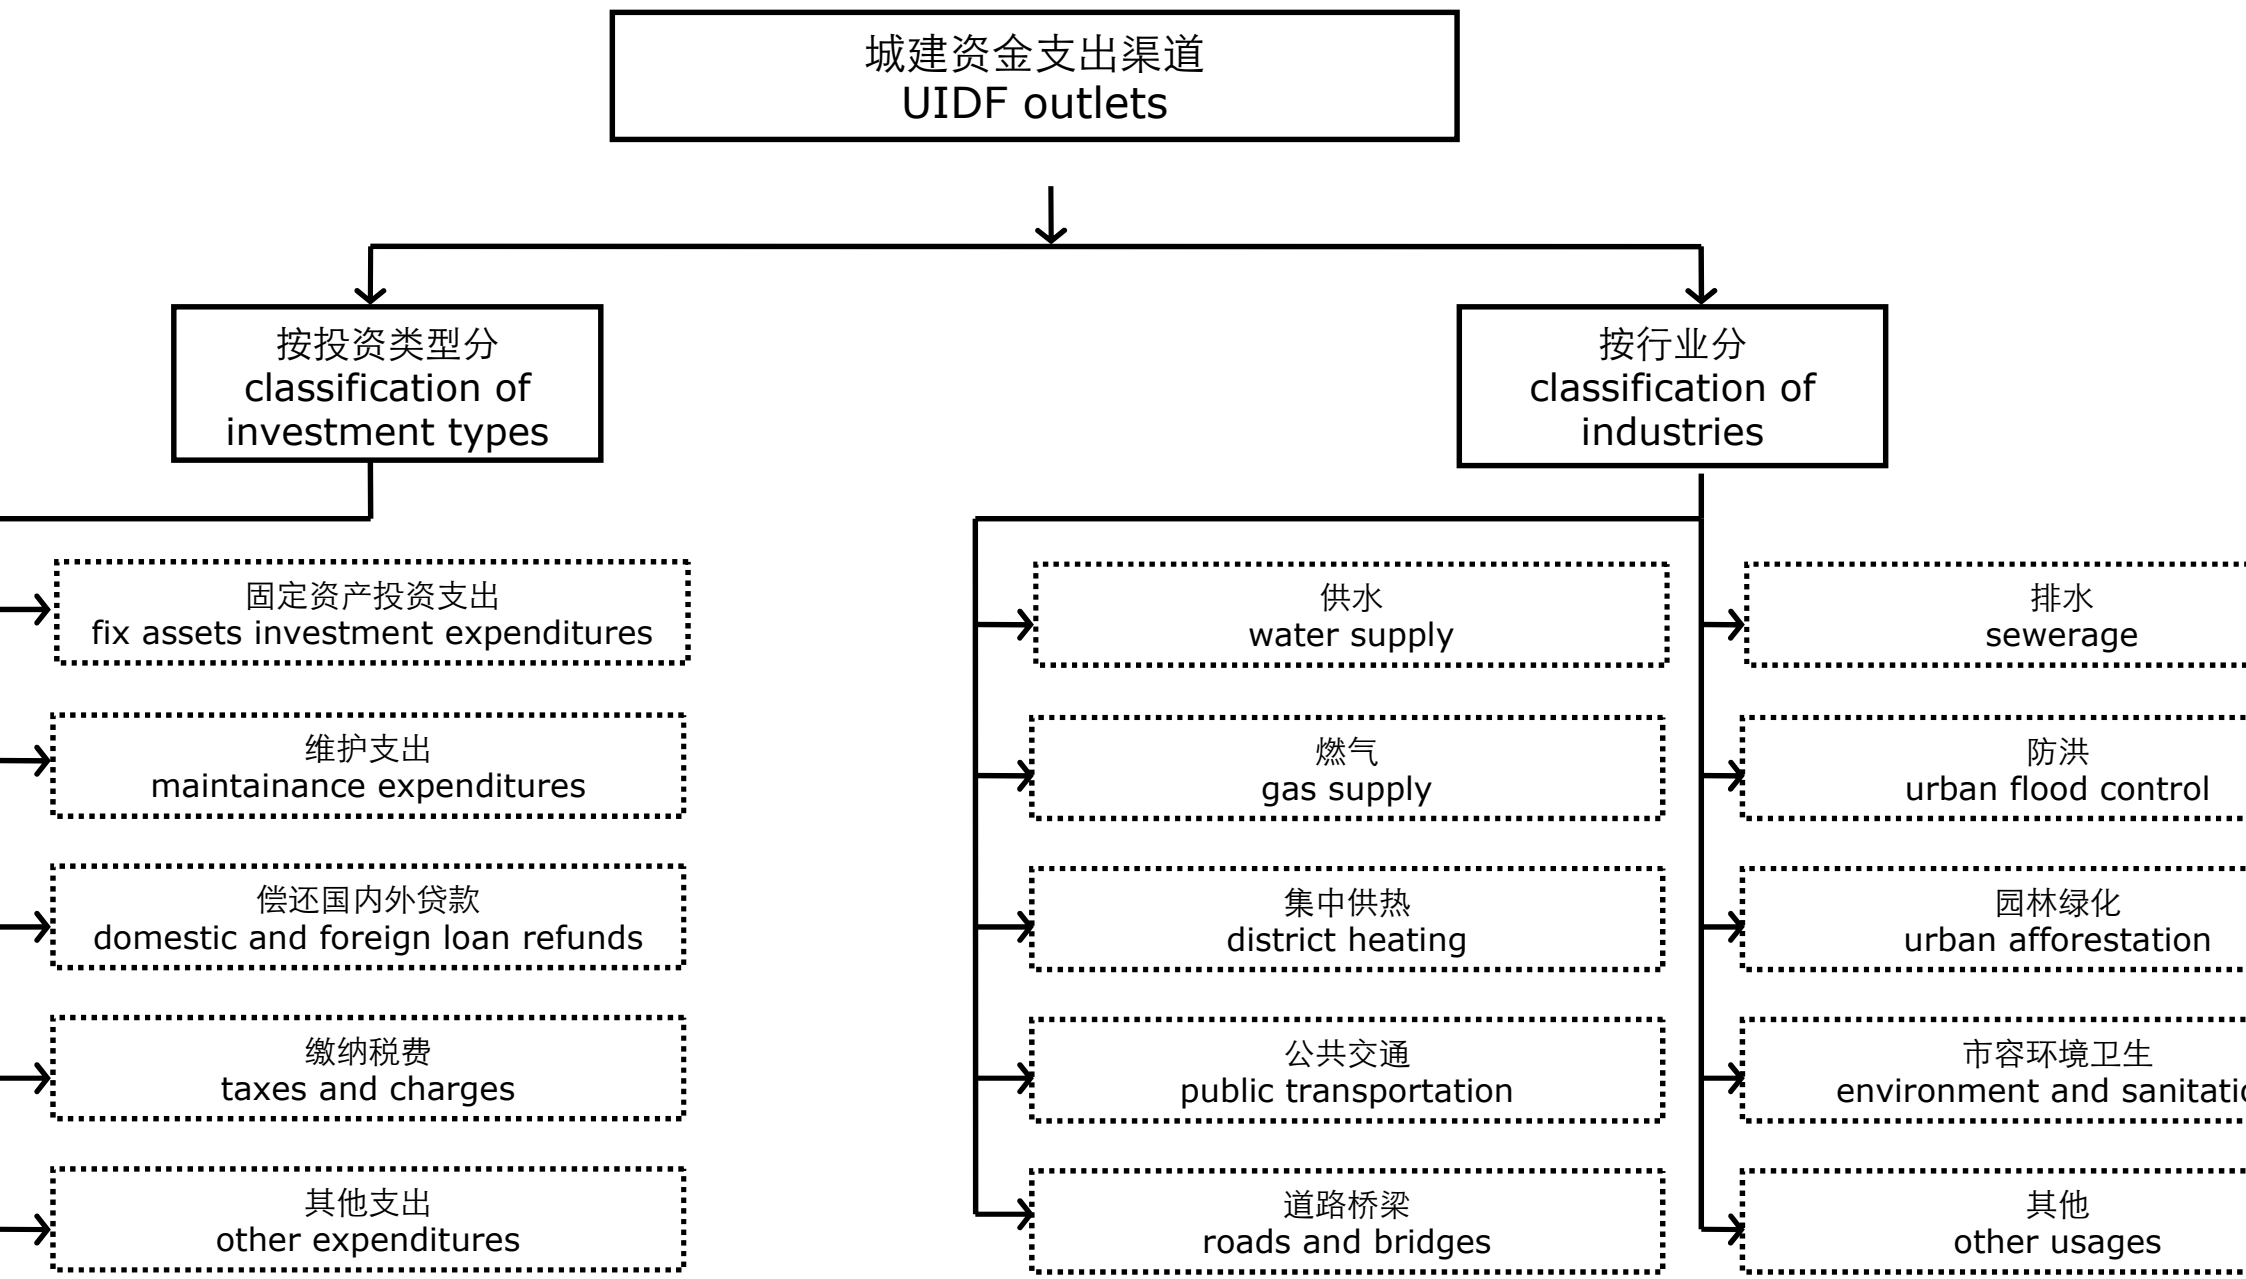 城建资金支出渠道
UIDF outlets
按投资类型分
classification of
investment types
按行业分
classification of
industries
固定资产投资支出
fix assets investment expenditures
维护支出
maintainance expenditures
偿还国内外贷款
domestic and foreign loan refunds
缴纳税费
taxes and charges
其他支出
other expenditures
供水
water supply
燃气
gas supply
集中供热
district heating
公共交通
public transportation
道路桥梁
roads and bridges
排水
sewerage
防洪
urban flood control
园林绿化
urban afforestation
市容环境卫生
environment and
其他
other usages